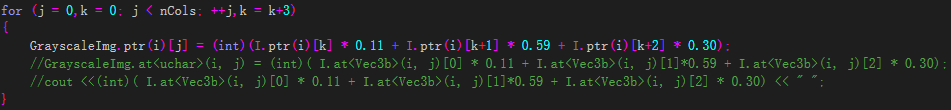 for (j = 0,k = 0; j < nCols; ++j,k = k+3)
{
GrayscaleImg.ptr(i)[j] = (int)(I.ptr(i)[k] * 0.11 + I.ptr(i)[k+1] * 0.59 + I.ptr(i)[k+2] * 0.30);
//GrayscaleImg.at<uchar>(i, j) = (int)( I.at<Vec3b>(i, j)[0] * 0.11 + I.at<Vec3b>(i, j)[1]*0.59 + I.at<Vec3b>(i, j)[2] * 0.30);
//cout <<(int)( I.at<Vec3b>(i, j)[0] * 0.11 + I.at<Vec3b>(i, j)[1]*0.59 + I.at<Vec3b>(i, j)[2] * 0.30) << " ";
}